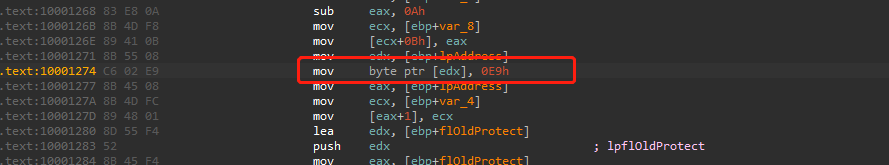 .text:10001268 83 E8 0A sub eax, 0Ah
.text:1000126B 8B 4D F8 mov ecx, [ebp+var_8]
.text:1000126E 89 41 0B mov [ecx+0Bh], eax
.text:10001271 8B 55 08 mov edx, [ebp+lpAddress]
.text:10001274 C6 02 E9 mov byte ptr [edx], 0E9h
.text:10001277 8B 45 08 mov eax, [ebp+lpAddress]
.text:1000127A 8B 4D FC mov ecx, [ebp+var_4]
.text:1000127D 89 48 01 mov [eax+1], ecx
.text:10001280 8D 55 F4 lea edx, [ebp+flOldProtect]
.text:10001283 52 push edx ; lpflOldProtect
.text:10001284 8B 45 F4 mov eax, [ebp+flOldProtect]